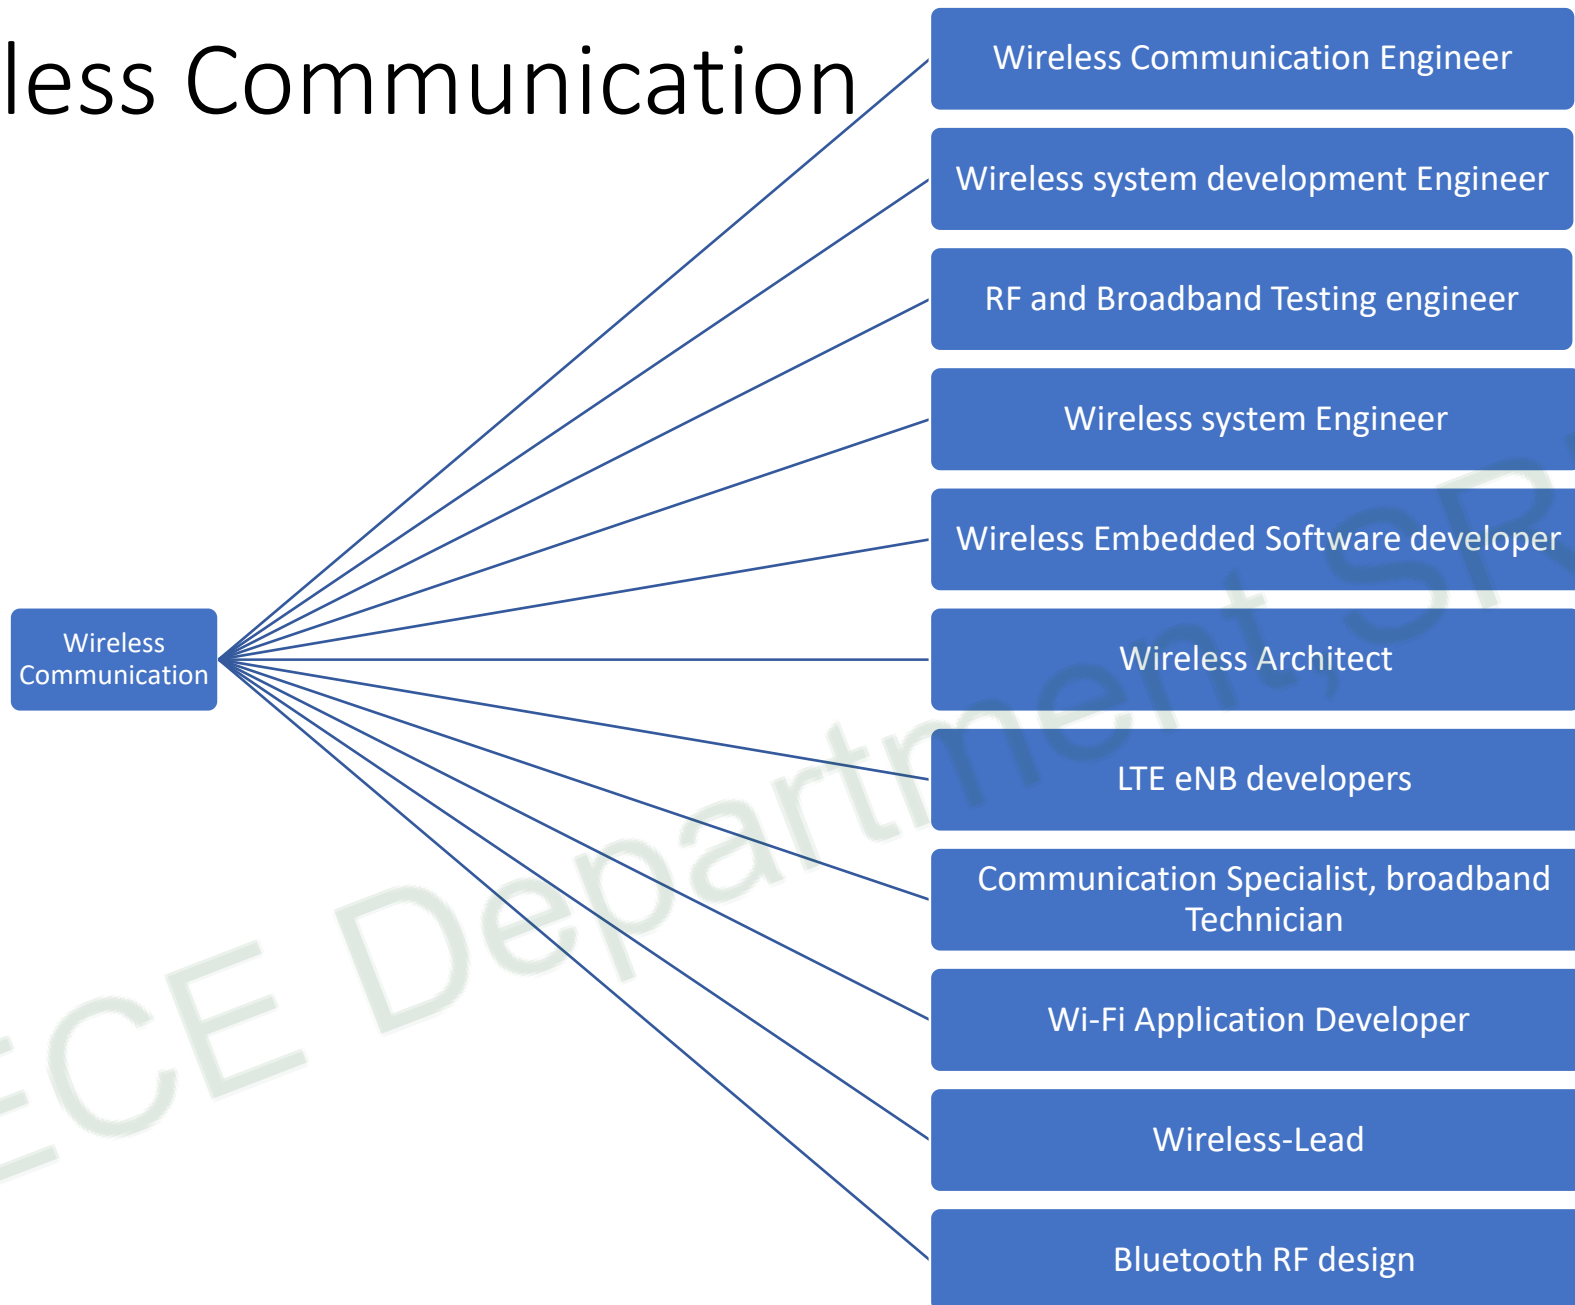 less Communication
Wireless Communication Engineer
Wireless system development Engineer
RF and Broadband Testing engineer
Wireless system Engineer
Wireless Embedded Software developer
Wireless
Communication
Wireless Architect
LTE eNB developers
Communication Specialist, broadband
Technician
Wi-Fi Application Developer
Wireless-Lead
Bluetooth RF design
ECE Department, SR